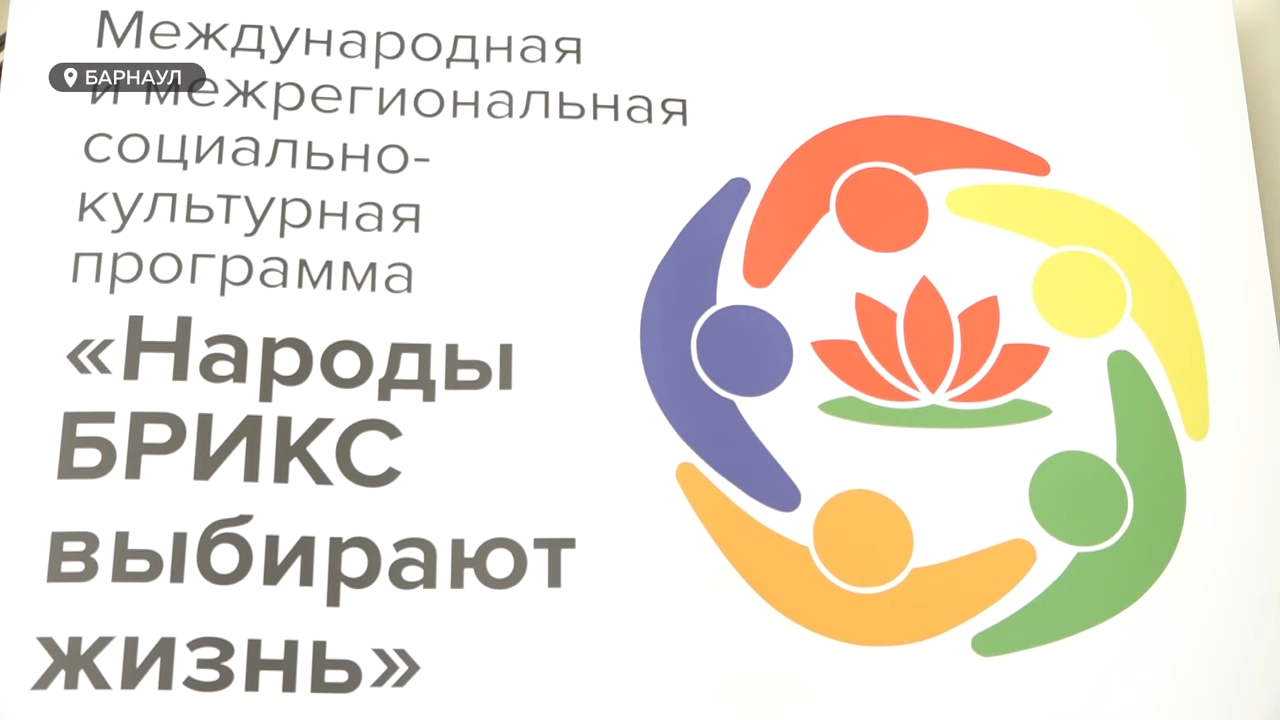 Международная
БАРНАУЛ
и межрегиональная
социально-
культурная
программа
«Народы
БРИКС
выбирают
жизнь»